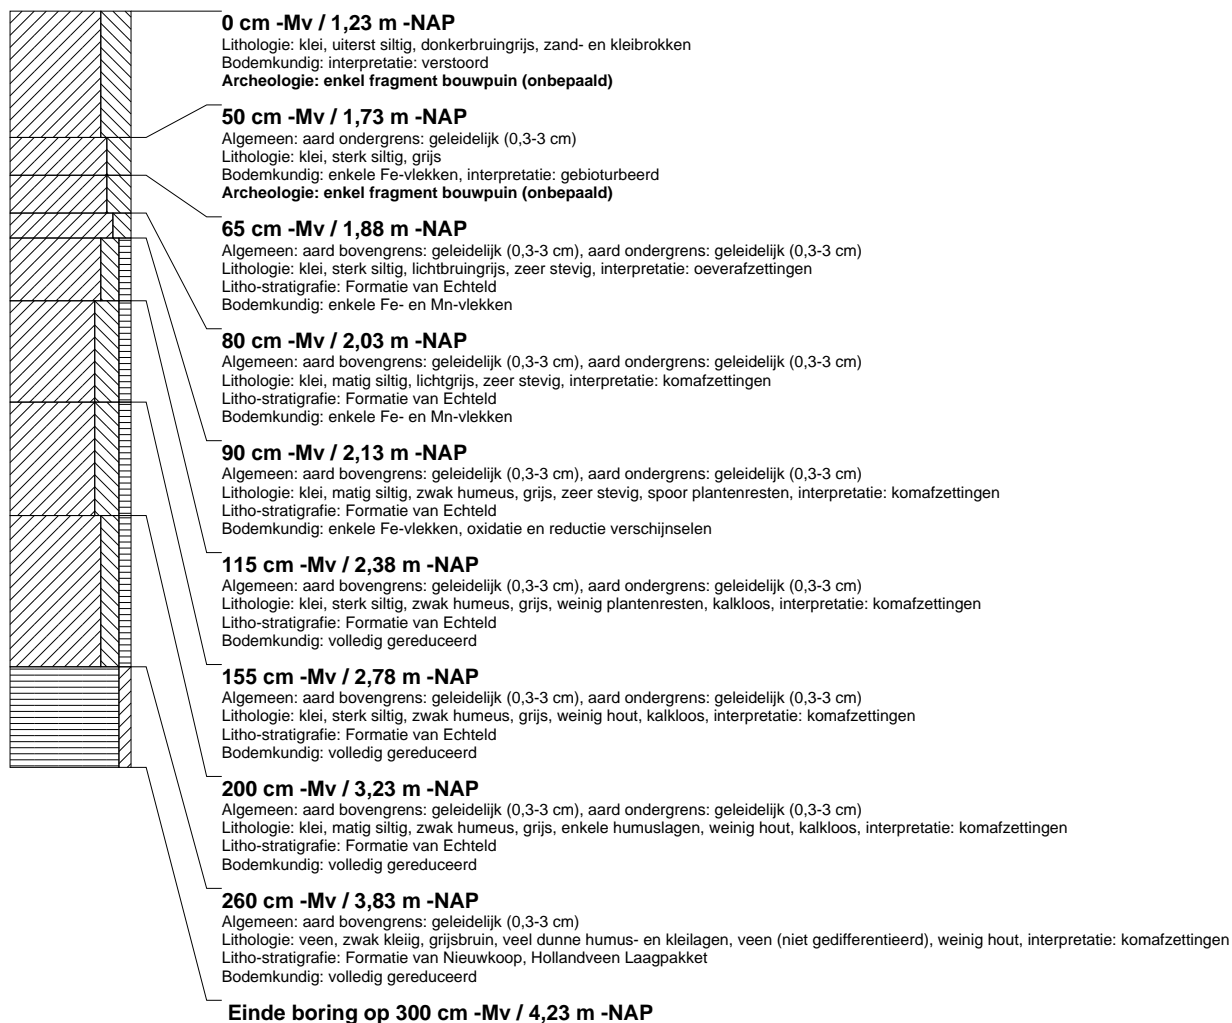 0 cm -Mv / 1,23 m -NAP
Lithologie: klei, uiterst siltig, donkerbruingrijs, zand- en kleibrokken
Bodemkundig: interpretatie: verstoord
Archeologie: enkel fragment bouwpuin (onbepaald)
50 cm -Mv / 1,73 m -NAP
Algemeen: aard ondergrens: geleidelijk (0,3-3 cm)
Lithologie: klei, sterk siltig, grijs
Bodemkundig: enkele Fe-vlekken, interpretatie: gebioturbeerd
Archeologie: enkel fragment bouwpuin (onbepaald)
65 cm -Mv / 1,88 m -NAP
Algemeen: aard bovengrens: geleidelijk (0,3-3 cm), aard ondergrens: geleidelijk (0,3-3 cm)
Lithologie: klei, sterk siltig, lichtbruingrijs, zeer stevig, interpretatie: oeverafzettingen
Litho-stratigrafie: Formatie van Echteld
Bodemkundig: enkele Fe- en Mn-vlekken
80 cm -Mv / 2,03 m -NAP
Algemeen: aard bovengrens: geleidelijk (0,3-3 cm), aard ondergrens: geleidelijk (0,3-3 cm)
Lithologie: klei, matig siltig, lichtgrijs, zeer stevig, interpretatie: komafzettingen
Litho-stratigrafie: Formatie van Echteld
Bodemkundig: enkele Fe- en Mn-vlekken
90 cm -Mv / 2,13 m -NAP
Algemeen: aard bovengrens: geleidelijk (0,3-3 cm), aard ondergrens: geleidelijk (0,3-3 cm)
Lithologie: klei, matig siltig, zwak humeus, grijs, zeer stevig, spoor plantenresten, interpretatie: komafzettingen
Litho-stratigrafie: Formatie van Echteld
Bodemkundig: enkele Fe-vlekken, oxidatie en reductie verschijnselen
115 cm -Mv / 2,38 m -NAP
Algemeen: aard bovengrens: geleidelijk (0,3-3 cm), aard ondergrens: geleidelijk (0,3-3 cm)
Lithologie: klei, sterk siltig, zwak humeus, grijs, weinig plantenresten, kalkloos, interpretatie: komafzettingen
Litho-stratigrafie: Formatie van Echteld
Bodemkundig: volledig gereduceerd
155 cm -Mv / 2,78 m -NAP
Algemeen: aard bovengrens: geleidelijk (0,3-3 cm), aard ondergrens: geleidelijk (0,3-3 cm)
Lithologie: klei, sterk siltig, zwak humeus, grijs, weinig hout, kalkloos, interpretatie: komafzettingen
Litho-stratigrafie: Formatie van Echteld
Bodemkundig: volledig gereduceerd
200 cm -Mv / 3,23 m -NAP
Algemeen: aard bovengrens: geleidelijk (0,3-3 cm), aard ondergrens: geleidelijk (0,3-3 cm)
Lithologie: klei, matig siltig, zwak humeus, grijs, enkele humuslagen, weinig hout, kalkloos, interpretatie: komafzettingen
Litho-stratigrafie: Formatie van Echteld
Bodemkundig: volledig gereduceerd
260 cm -Mv / 3,83 m -NAP
Algemeen: aard bovengrens: geleidelijk (0,3-3 cm)
Lithologie: veen, zwak kleiig, grijsbruin, veel dunne humus- en kleilagen, veen (niet gedifferentieerd), weinig hout, interpretatie: komafzettingen
Litho-stratigrafie: Formatie van Nieuwkoop, Hollandveen Laagpakket
Bodemkundig: volledig gereduceerd
Einde boring op 300 cm -Mv / 4,23 m -NAP